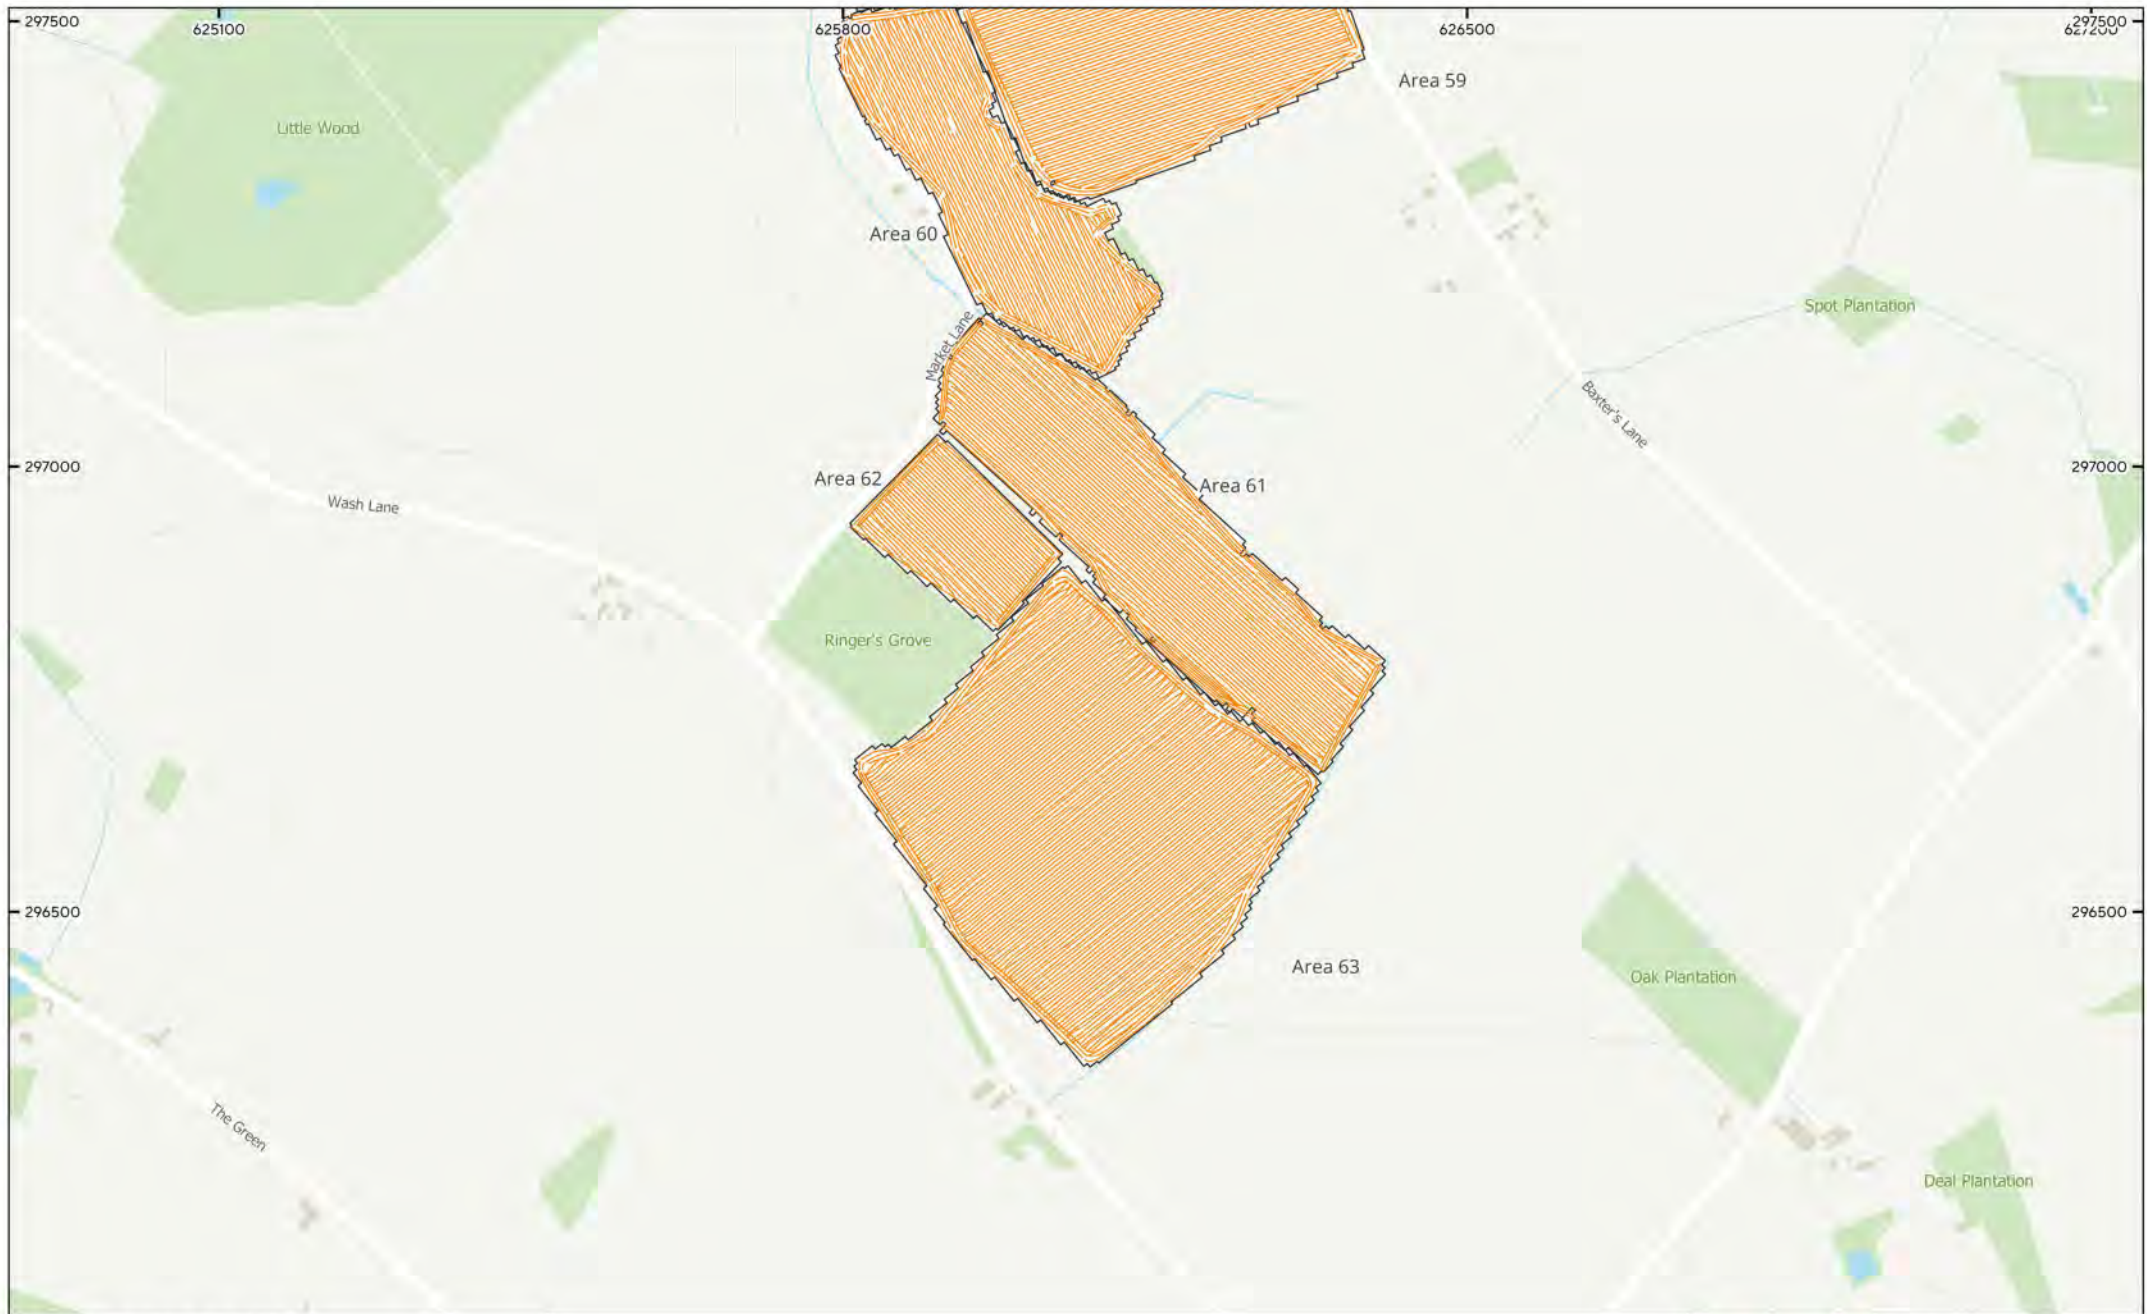 297500
625100
625800
626500
297500
627200
Area 59
Little Wood
Area 60
Spot Plantation
Market Lane
Baxter's Lane
297000
297000
Area 62
Area 61
Wash Lane
Ringer's Grove
296500
296500
Area 63
Oak Plantation
The Green
Deal Plantation